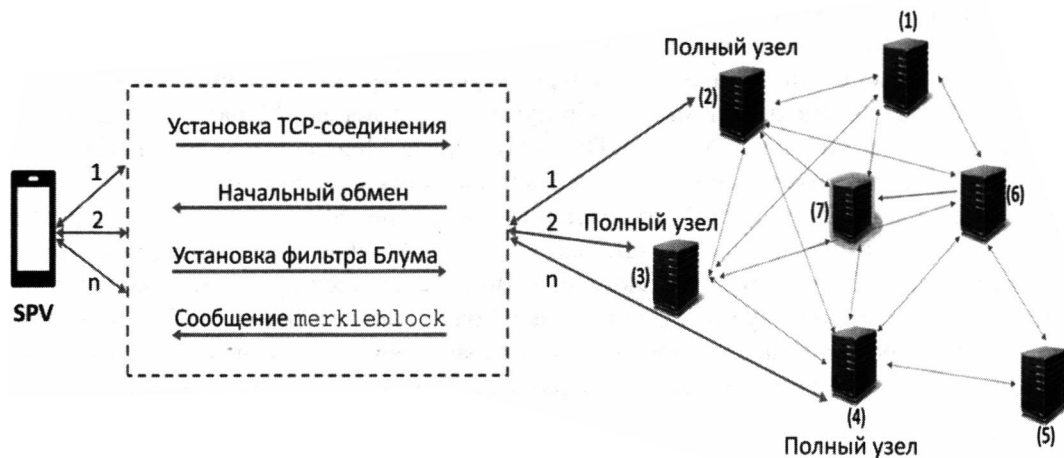 (1)
Полный узел
(2)
Установка TCP-соединения
1
Начальный обмен
1
2
2
(7)
(6)
Полный узел
Установка фильтра Блума
n
n
(3)
SPV
Сообщение merkleblock
(4)
(5)
Полный узел